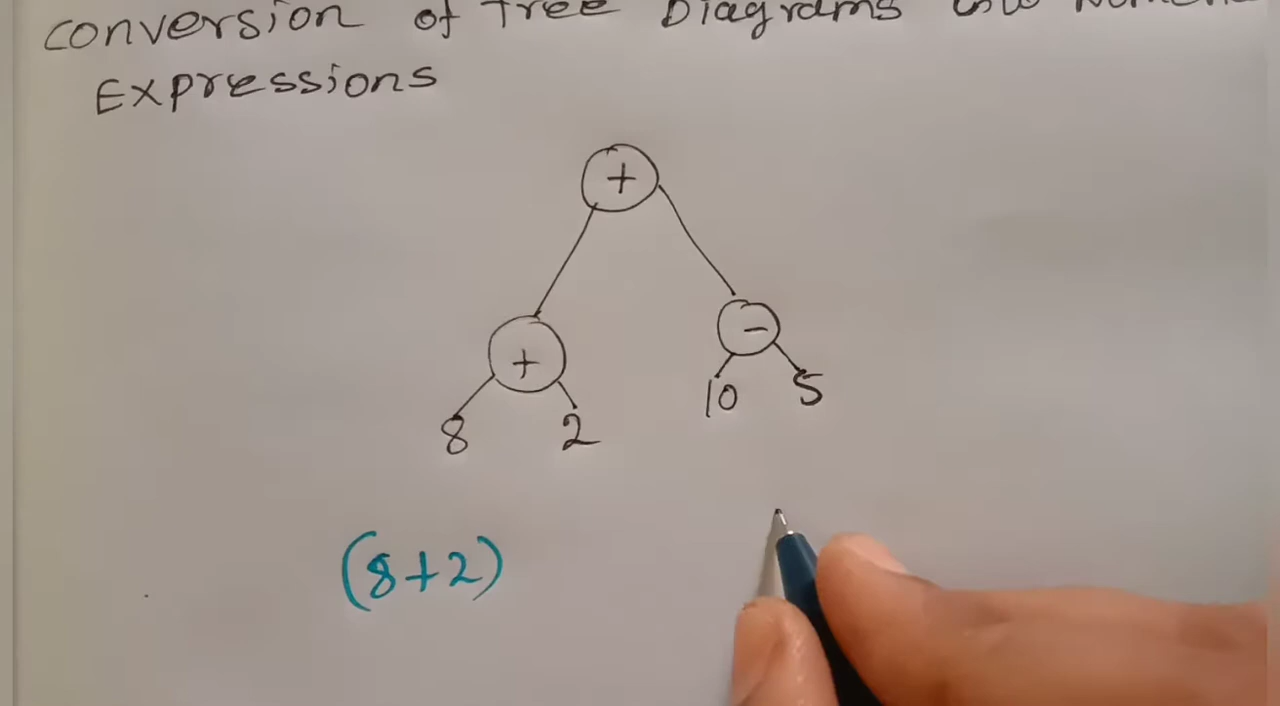 conversion of Tree Diagrams
Expressions
+
+ -
10 5
8 2
(8+2)